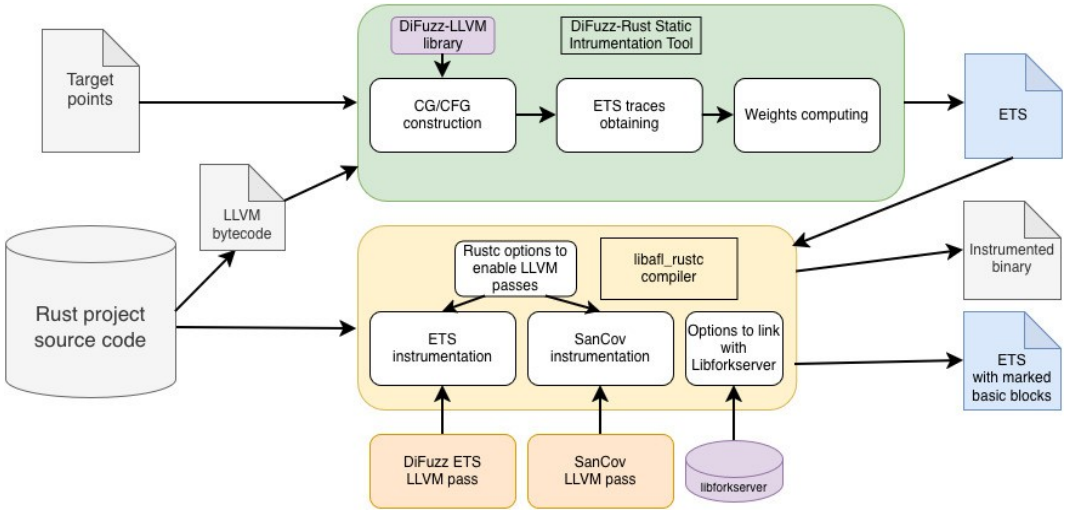 DiFuzz-LLVM
library
DiFuzz-Rust Static
Intrumentation Tool
Target
points
CG/CFG
construction
ETS traces
obtaining
Weights computing
ETS
LLVM
bytecode
Rustc options to
enable LLVM
passes
libafl_rustc
compiler
Instrumented
binary
Rust project
source code
ETS
instrumentation
SanCov
instrumentation
Options to link
with
Libforkserver
ETS
with marked
basic blocks
DiFuzz ETS
LLVM pass
SanCov
LLVM pass
libforkserver